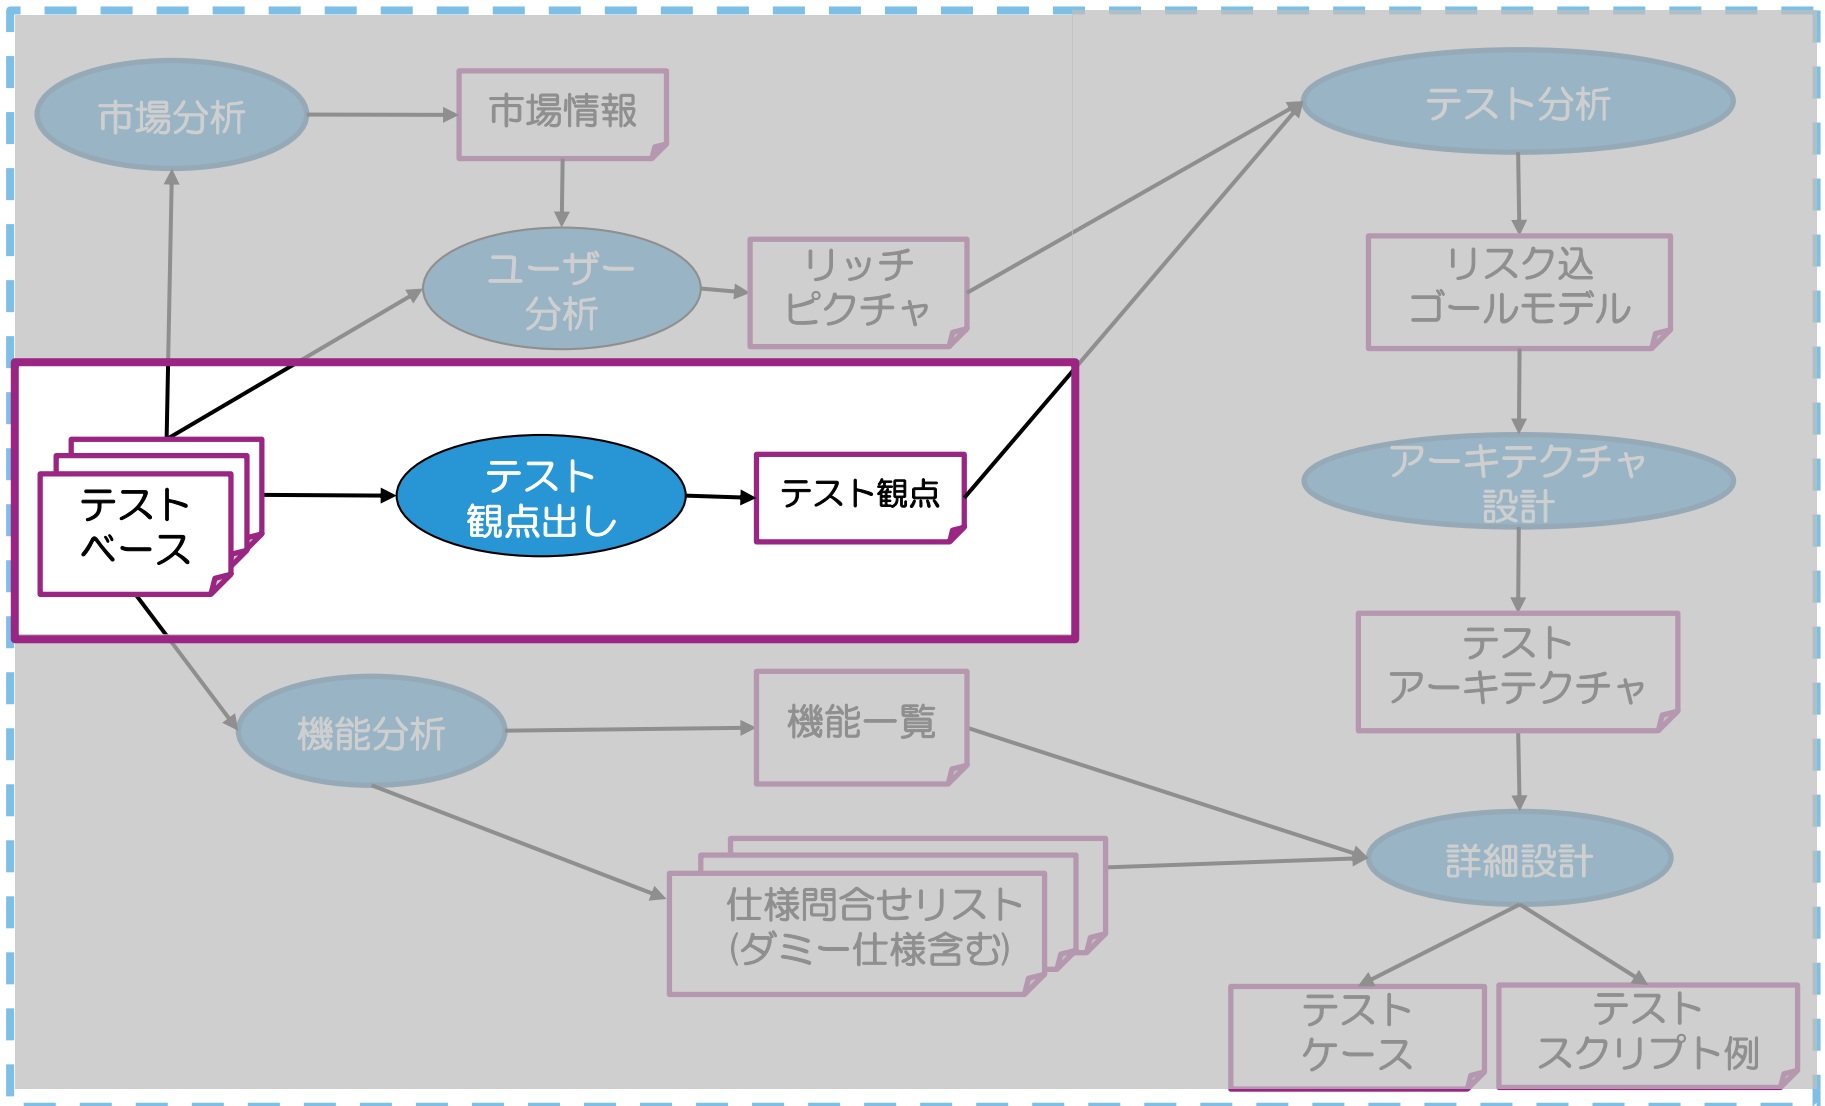 市場分析
市場情報
テスト分析
ユーザー
分析
リッチ
ピクチャ
リスク込
ゴールモデル
テスト
ベース
テスト
観点出し
テスト観点
アーキテクチャ
設計
テスト
アーキテクチャ
機能分析
機能一覧
仕様問合せリスト
(ダミー仕様含む)
詳細設計
テスト
ケース
テスト
スクリプト例